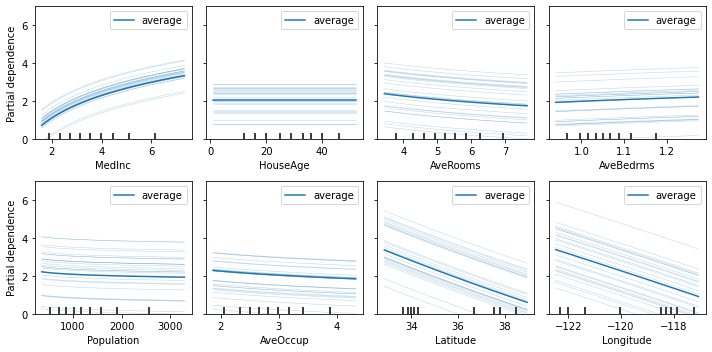 6
4
2
0
Partial dependence
average
average
average
average
2 4 6
0 20 40
4 5 6 7
1.0 1.1 1.2
MedInc
HouseAge
AveRooms
AveBedrms
6
4
2
0
Partial dependence
average
average
average
average
1000 2000 3000
2 3 4
34 36 38
−122 −120 −118
Population
AveOccup
Latitude
Longitude